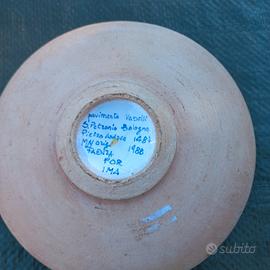 pavimento Vaselli
S. Petronio Bologna
Pietro Andrea 1487
1988
FAENZA
FOR
IMA
subito